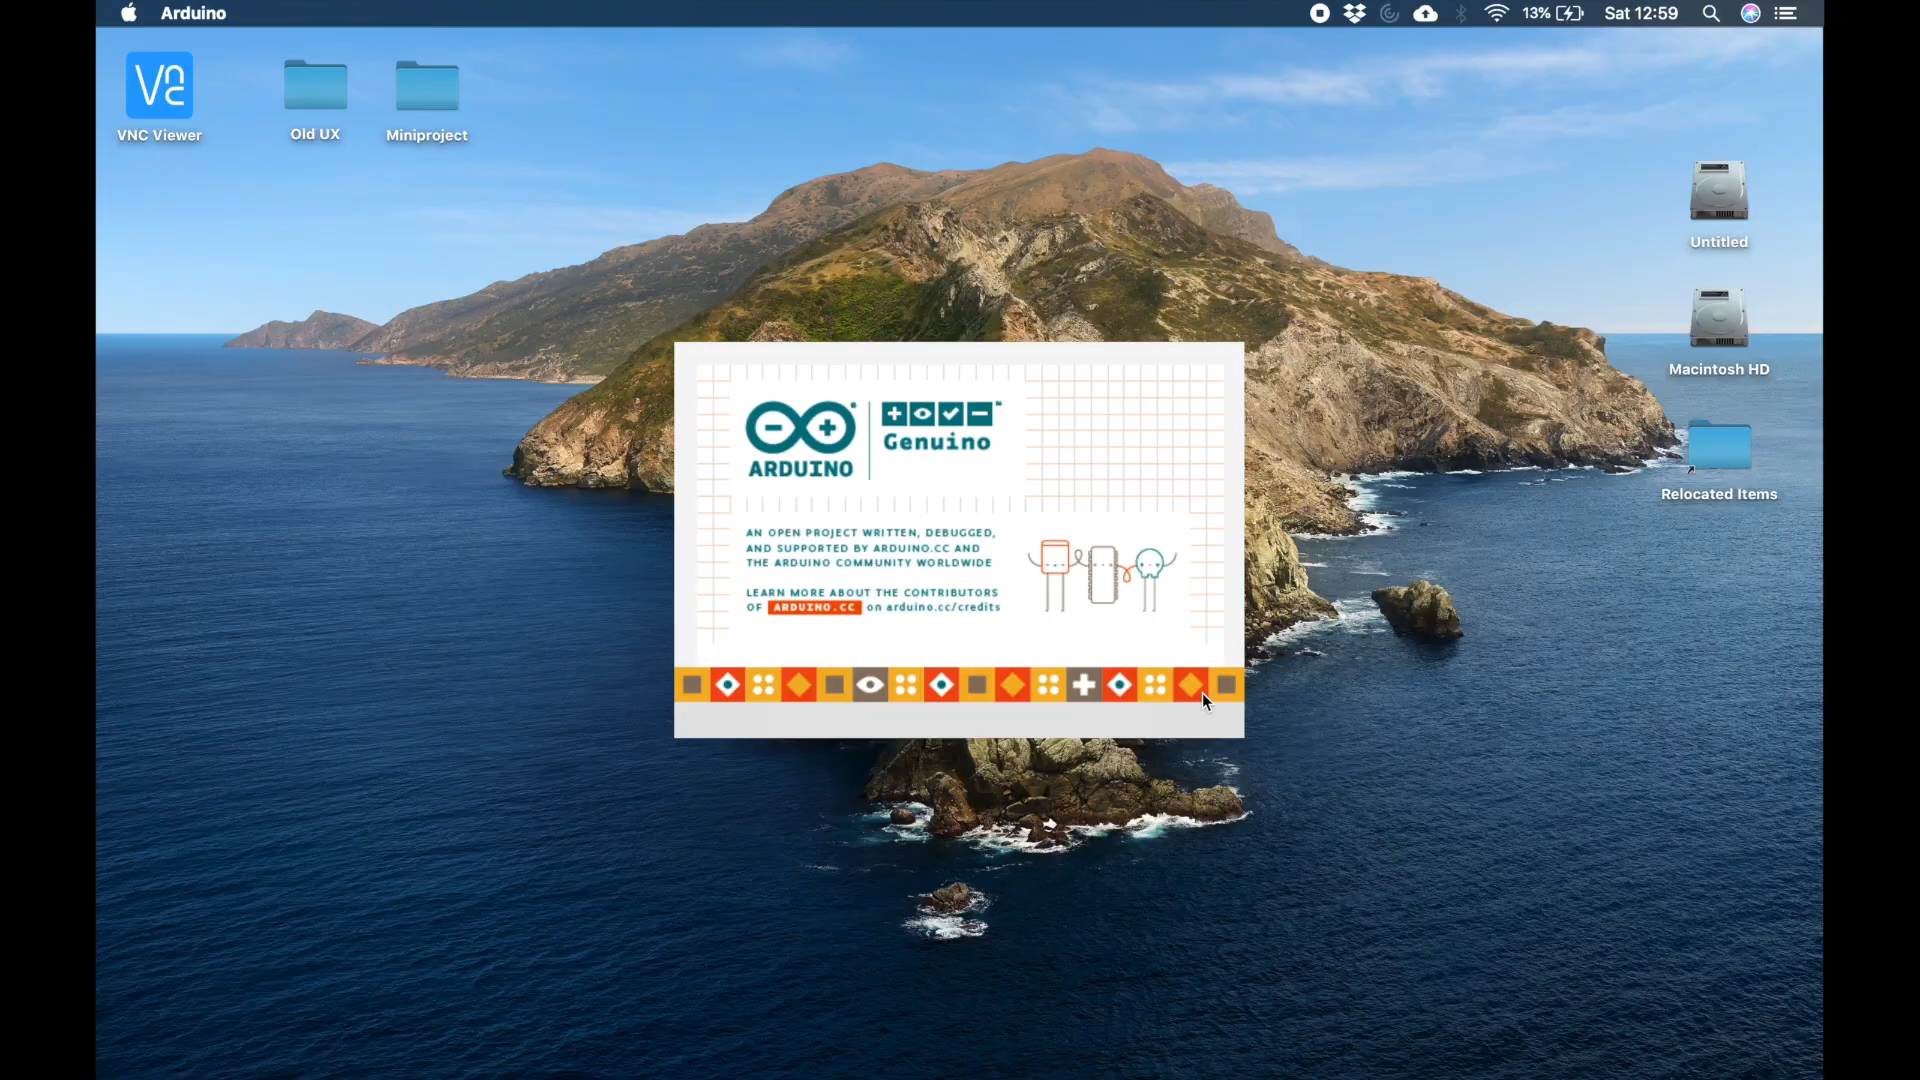 Arduino
13%
Sat 12:59
VNC
VNC Viewer
Old UX
Miniproject
Untitled
Macintosh HD
Relocated Items
ARDUINO
Genuino™
AN OPEN PROJECT WRITTEN, DEBUGGED,
AND SUPPORTED BY ARDUINO.CC AND
THE ARDUINO COMMUNITY WORLDWIDE
LEARN MORE ABOUT THE CONTRIBUTORS
OF ARDUINO.CC on arduino.cc/credits